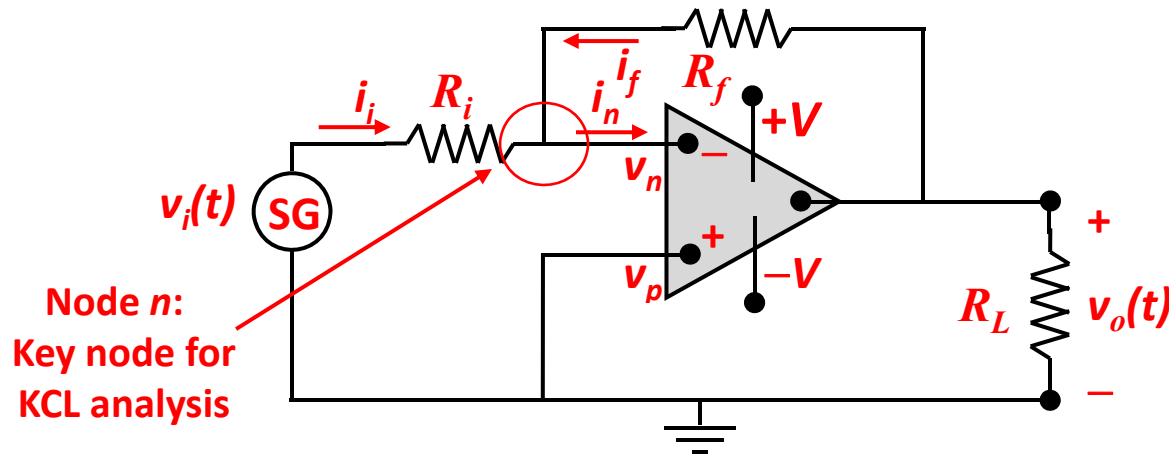 i_f
R_f
i_i
R_i
i_n
+V
v_n
−
v_i(t)
SG
+
+
v_p
−V
Node n:
Key node for
KCL analysis
R_L
v_o(t)
−